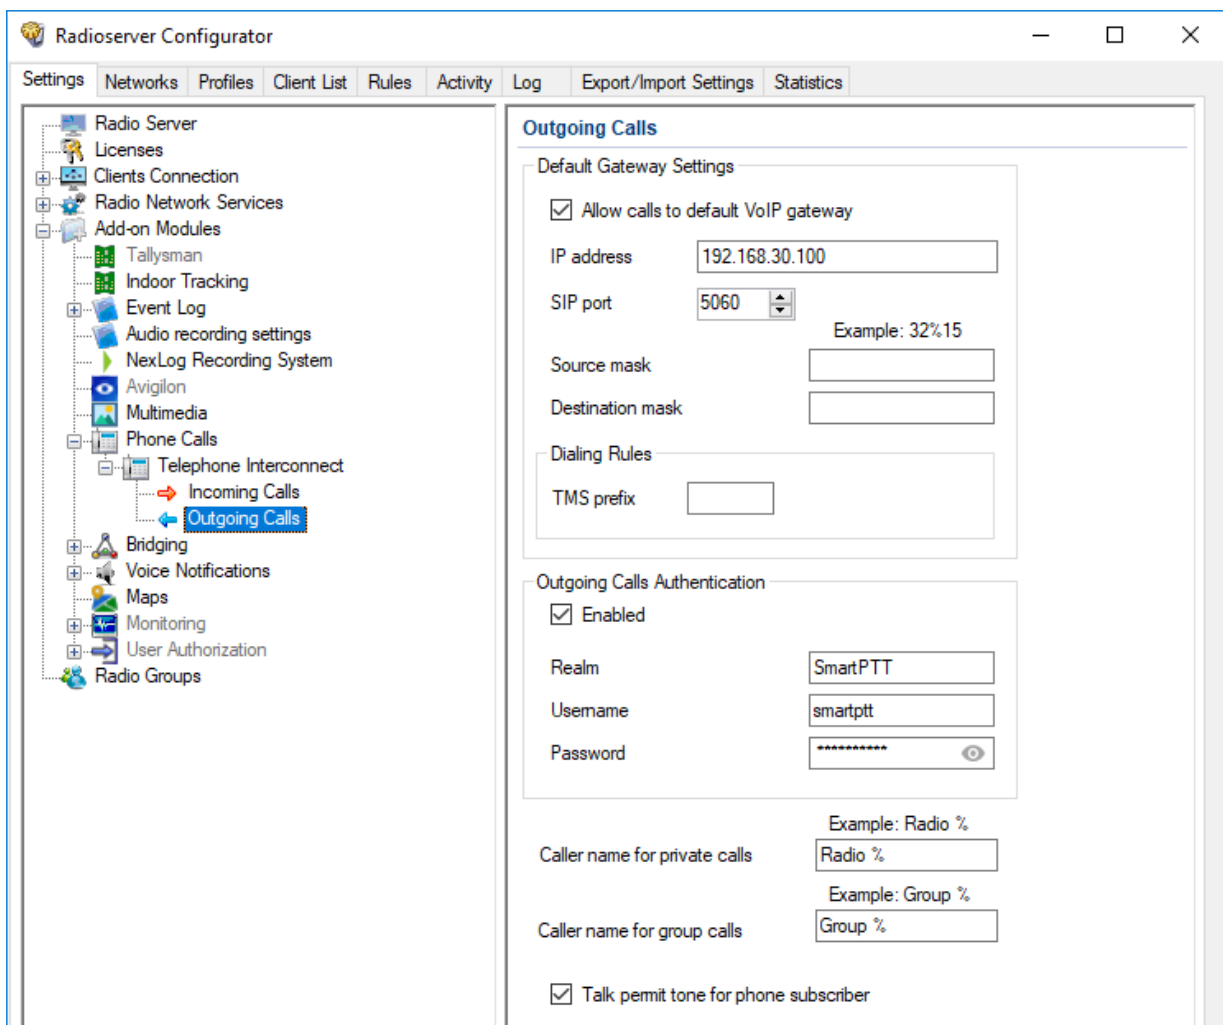 Radioserver Configurator
Settings Networks Profiles Client List Rules Activity Log Export/Import Settings Statistics
Radio Server
Licenses
Clients Connection
Radio Network Services
Add-on Modules
Tallysman
Indoor Tracking
Event Log
Audio recording settings
NexLog Recording System
Avigilon
Multimedia
Phone Calls
Telephone Interconnect
Incoming Calls
Outgoing Calls
Bridging
Voice Notifications
Maps
Monitoring
User Authorization
Radio Groups
Outgoing Calls
Default Gateway Settings
Allow calls to default VoIP gateway
IP address 192.168.30.100
SIP port 5060
Example: 32%15
Source mask
Destination mask
Dialing Rules
TMS prefix
Outgoing Calls Authentication
Enabled
Realm SmartPTT
Username smartptt
Password **********
Example: Radio %
Caller name for private calls Radio %
Example: Group %
Caller name for group calls Group %
Talk permit tone for phone subscriber